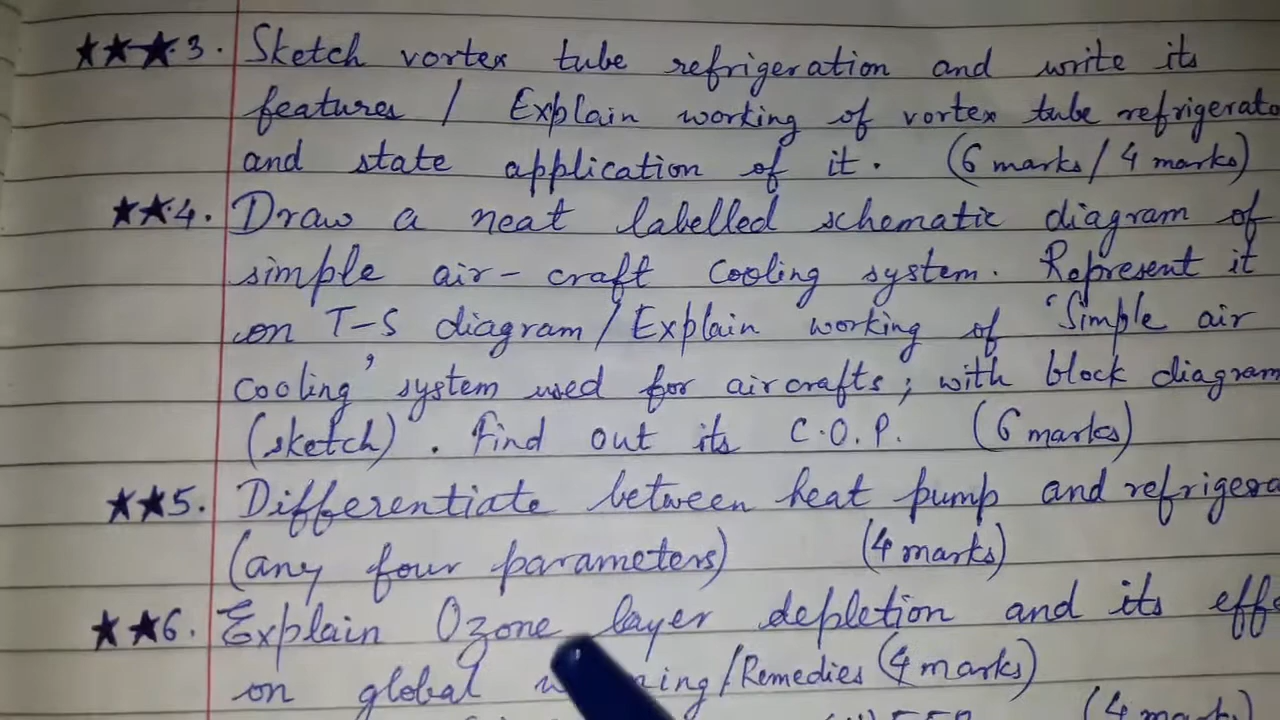 ★★★3. Sketch vortex tube refrigeration and write its
features / Explain working of vortex tube refrigerato
and state application of it. (6 marks/4 marks)
★★4. Draw a neat labelled schematic diagram of
simple air-craft cooling system. Represent it
on T-S diagram/Explain working of 'Simple air
cooling' system used for aircrafts; with block diagram
(sketch). Find out its C.O.P. (6 marks)
★★5. Differentiate between heat pump and refrigera
(any four parameters) (4 marks)
★★6. Explain Ozone layer depletion and its effe
on global /Remedies (4 marks)
(4 mark